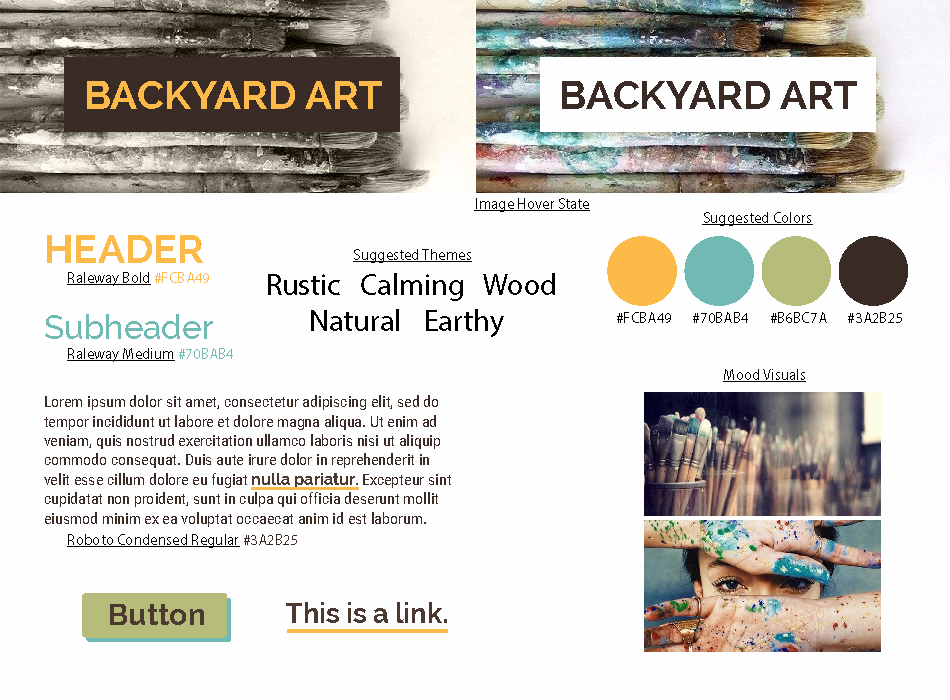 BACKYARD ART
BACKYARD ART
Image Hover State
HEADER
Raleway Bold #FCBA49
Subheader
Raleway Medium #70BAB4
Suggested Themes
Rustic Calming Wood
Natural Earthy
Suggested Colors
#FCBA49 #70BAB4 #B6BC7A #3A2B25
Mood Visuals
Lorem ipsum dolor sit amet, consectetur adipiscing elit, sed do
tempor incididunt ut labore et dolore magna aliqua. Ut enim ad
veniam, quis nostrud exercitation ullamco laboris nisi ut aliquip
commodo consequat. Duis aute irure dolor in reprehenderit in
velit esse cillum dolore eu fugiat nulla pariatur. Excepteur sint
cupidatat non proident, sunt in culpa qui officia deserunt mollit
eiusmod minim ex ea voluptat occaecat anim id est laborum.
Roboto Condensed Regular #3A2B25
Button
This is a link.